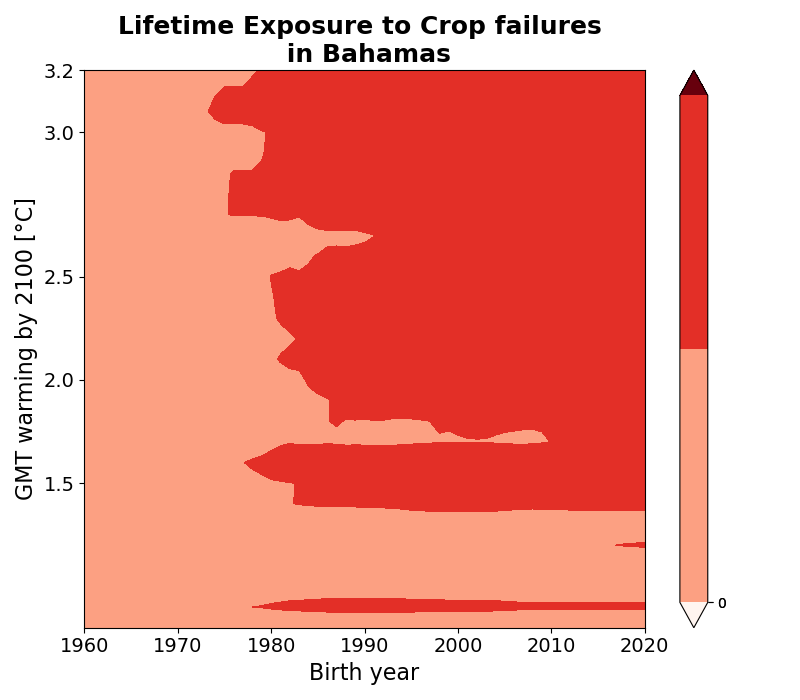 Lifetime Exposure to Crop failures
in Bahamas
GMT warming by 2100 [°C]
3.2
3.0
2.5
2.0
1.5
0
1960 1970 1980 1990 2000 2010 2020
Birth year